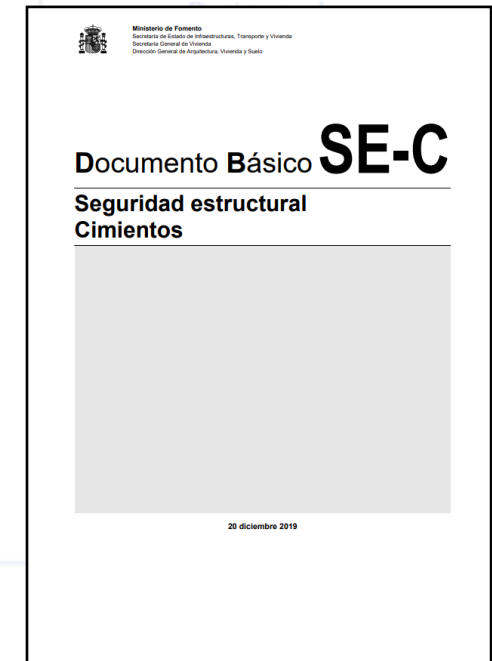 Ministerio de Fomento
Secretaría de Estado de Infraestructuras, Transporte y Vivienda
Secretaría General de Vivienda
Dirección General de Arquitectura, Vivienda y Suelo
Documento Básico SE-C
Seguridad estructural
Cimientos
20 diciembre 2019